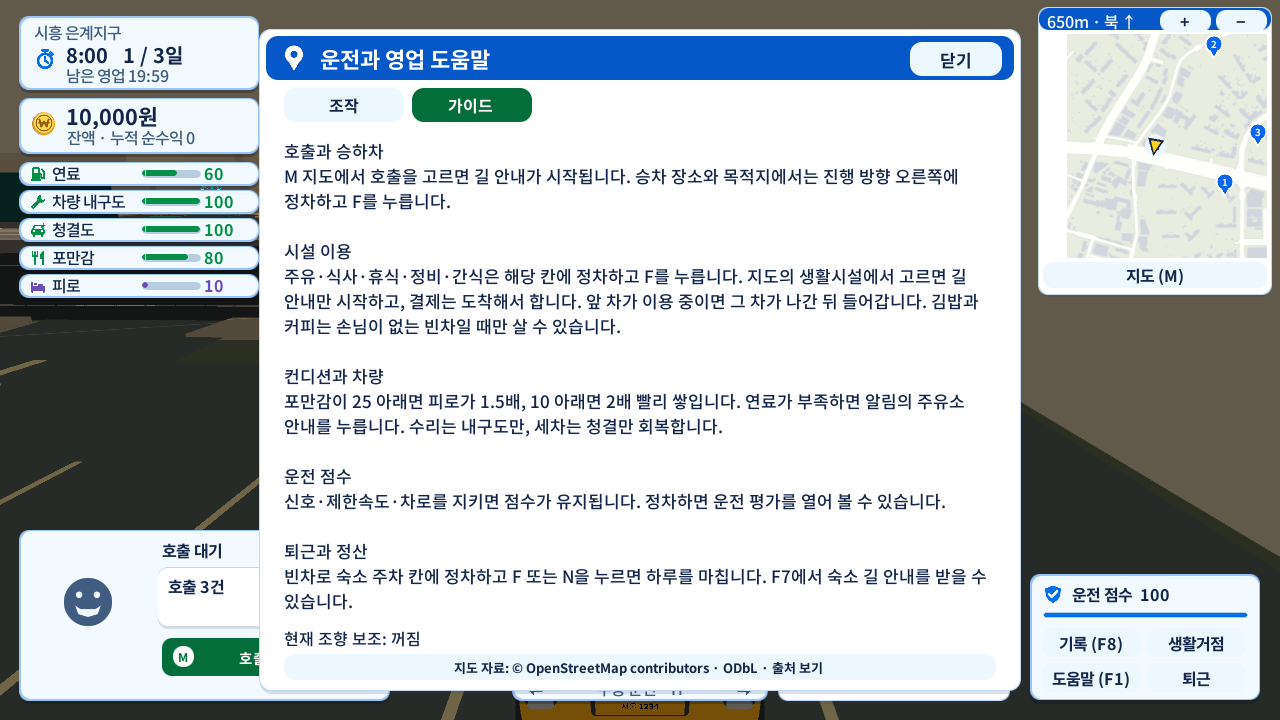 시흥 은계지구
8:00 1 / 3일
남은 영업 19:59
10,000원
잔액 · 누적 순수익 0
연료 60
차량 내구도 100
청결도 100
포만감 80
피로 10
운전과 영업 도움말
닫기
조작
가이드
호출과 승하차
M 지도에서 호출을 고르면 길 안내가 시작됩니다. 승차 장소와 목적지에서는 진행 방향 오른쪽에
정차하고 F를 누릅니다.
시설 이용
주유·식사·휴식·정비·간식은 해당 칸에 정차하고 F를 누릅니다. 지도의 생활시설에서 고르면 길
안내만 시작하고, 결제는 도착해서 합니다. 앞 차가 이용 중이면 그 차가 나간 뒤 들어갑니다. 김밥과
커피는 손님이 없는 빈차일 때만 살 수 있습니다.
컨디션과 차량
포만감이 25 아래면 피로가 1.5배, 10 아래면 2배 빨리 쌓입니다. 연료가 부족하면 알림의 주유소
안내를 누릅니다. 수리는 내구도만, 세차는 청결만 회복합니다.
운전 점수
신호·제한속도·차로를 지키면 점수가 유지됩니다. 정차하면 운전 평가를 열어 볼 수 있습니다.
퇴근과 정산
빈차로 숙소 주차 칸에 정차하고 F 또는 N을 누르면 하루를 마칩니다. F7에서 숙소 길 안내를 받을 수
있습니다.
현재 조향 보조: 꺼짐
지도 자료: © OpenStreetMap contributors · ODbL · 출처 보기
650m · 북 ↑
+
−
2
3
1
지도 (M)
호출 대기
호출 3건
M
운전 점수 100
기록 (F8)
생활거점
도움말 (F1)
퇴근
1234